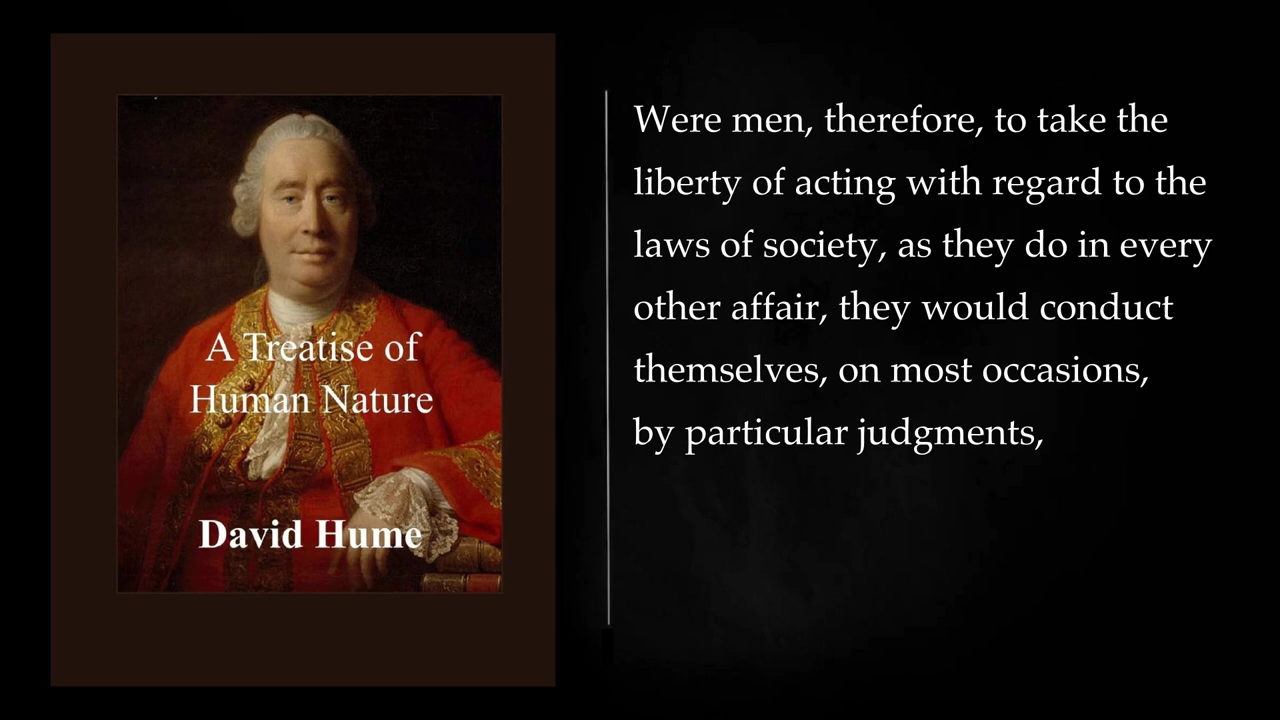 A Treatise of
Human Nature
David Hume
Were men, therefore, to take the
liberty of acting with regard to the
laws of society, as they do in every
other affair, they would conduct
themselves, on most occasions,
by particular judgments,